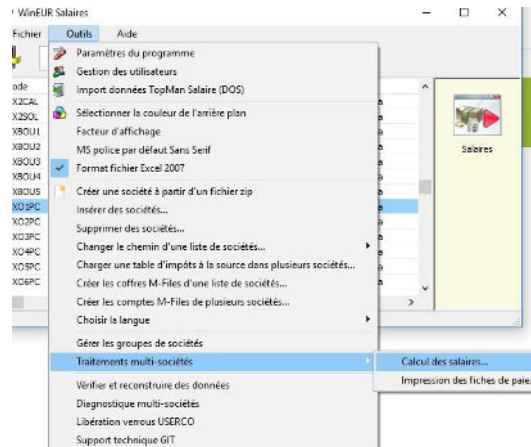 WinEUR Salaires
Fichier Outils Aide
Paramètres du programme
Gestion des utilisateurs
Import données TopMan Salaire (DOS)
Sélectionner la couleur de l'arrière plan
Facteur d'affichage
MS police par défaut Sans Serif
Format fichier Excel 2007
Créer une société à partir d'un fichier zip
Insérer des sociétés...
Supprimer des sociétés...
Changer le chemin d'une liste de sociétés...
Charger une table d'impôts à la source dans plusieurs sociétés...
Créer les coffres M-Files d'une liste de sociétés...
Créer les comptes M-Files de plusieurs sociétés...
Choisir la langue
Gérer les groupes de sociétés
Traitements multi-sociétés
Vérifier et reconstruire des données
Diagnostique multi-sociétés
Libération verrous USERCO
Support technique GIT
Calcul des salaires...
Impression des fiches de paie.
ode
X2CAL
X2SOL
XBOU1
XBOU2
XBOU3
XBOU4
XBOUS
XO1PC
XO2PC
XO3PC
XO4PC
XO5PC
XO6PC
Salaires